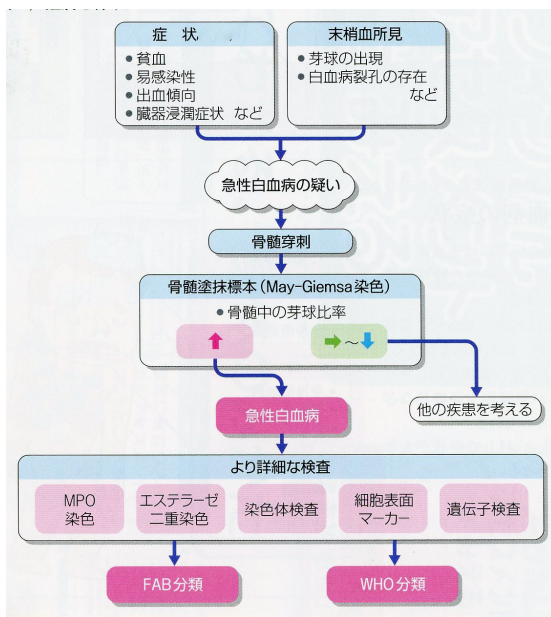 症 状
● 貧血
● 易感染性
● 出血傾向
● 臓器浸潤症状 など
末梢血所見
● 芽球の出現
● 白血病裂孔の存在
など
急性白血病の疑い
骨髄穿刺
骨髄塗抹標本(May-Giemsa染色)
● 骨髄中の芽球比率
～
急性白血病
他の疾患を考える
より詳細な検査
MPO
染色
エステラーゼ
二重染色
染色体検査
細胞表面
マーカー
遺伝子検査
FAB分類
WHO分類